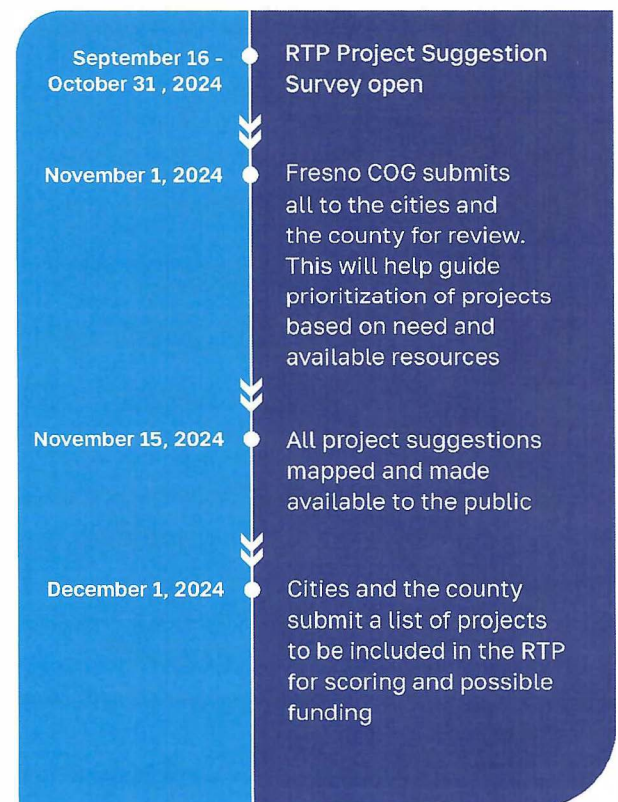 September 16 -
October 31 , 2024
RTP Project Suggestion
Survey open
November 1, 2024
Fresno COG submits
all to the cities and
the county for review.
This will help guide
prioritization of projects
based on need and
available resources
November 15, 2024
All project suggestions
mapped and made
available to the public
December 1, 2024
Cities and the county
submit a list of projects
to be included in the RTP
for scoring and possible
funding